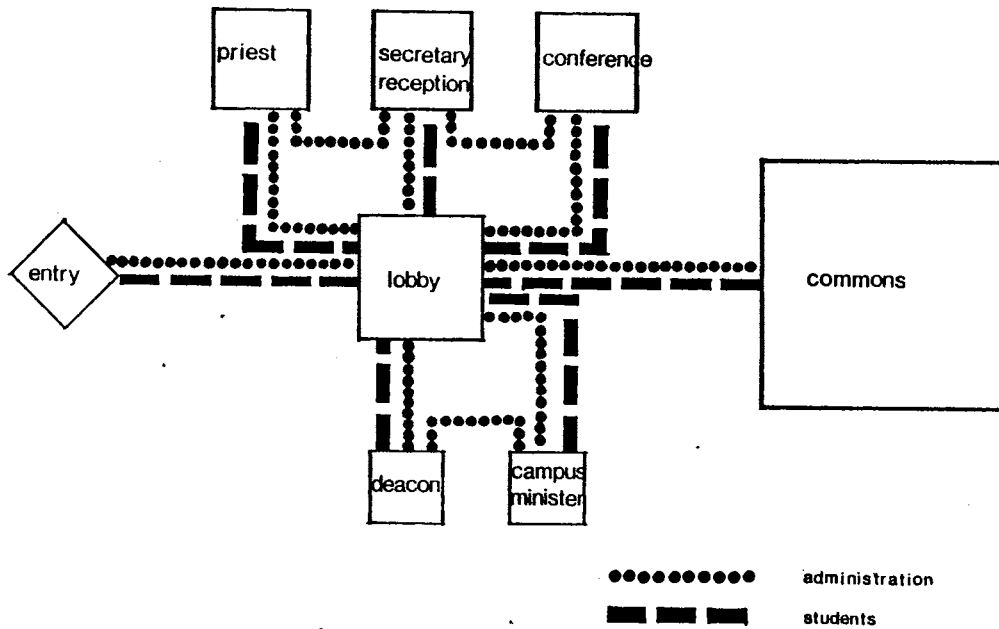 priest
secretary
reception
conference
entry
lobby
commons
deacon
campus
minister
administration
students